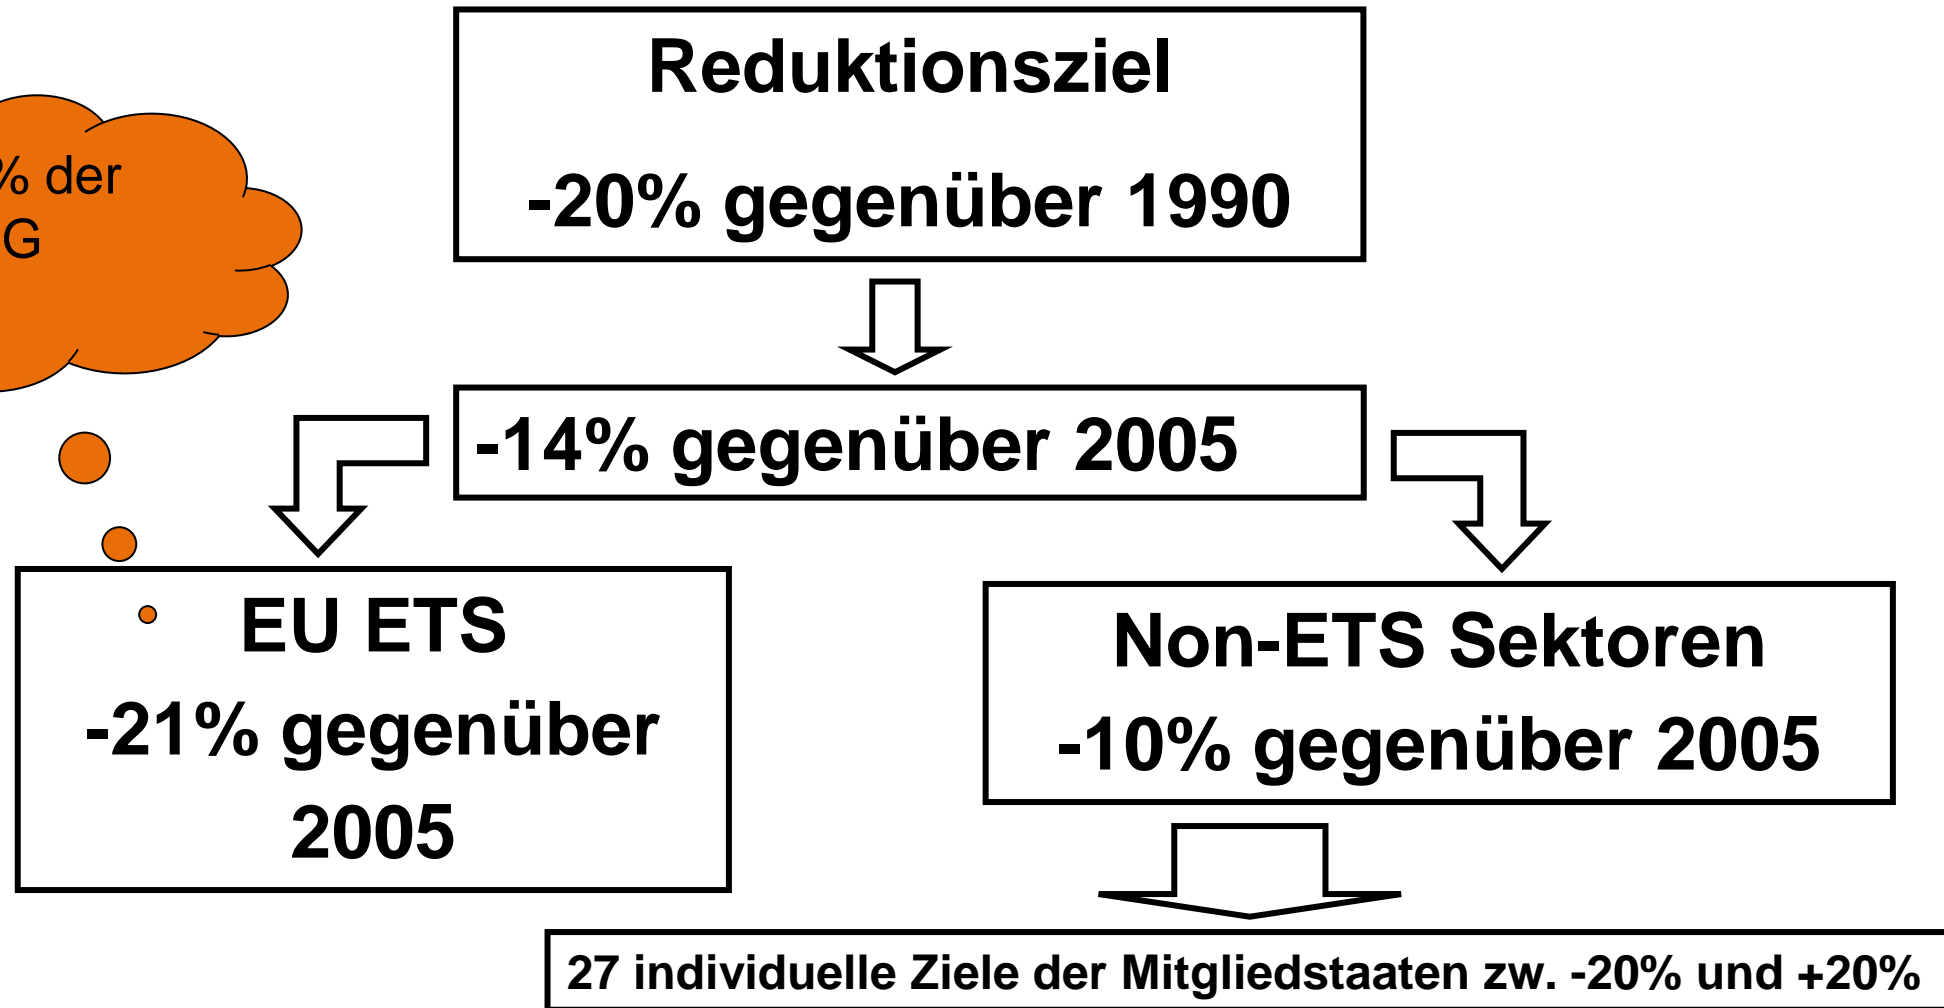 Reduktionsziel
-20% gegenüber 1990
% der
G
-14% gegenüber 2005
EU ETS
-21% gegenüber
2005
Non-ETS Sektoren
-10% gegenüber 2005
27 individuelle Ziele der Mitgliedstaaten zw. -20% und +20%